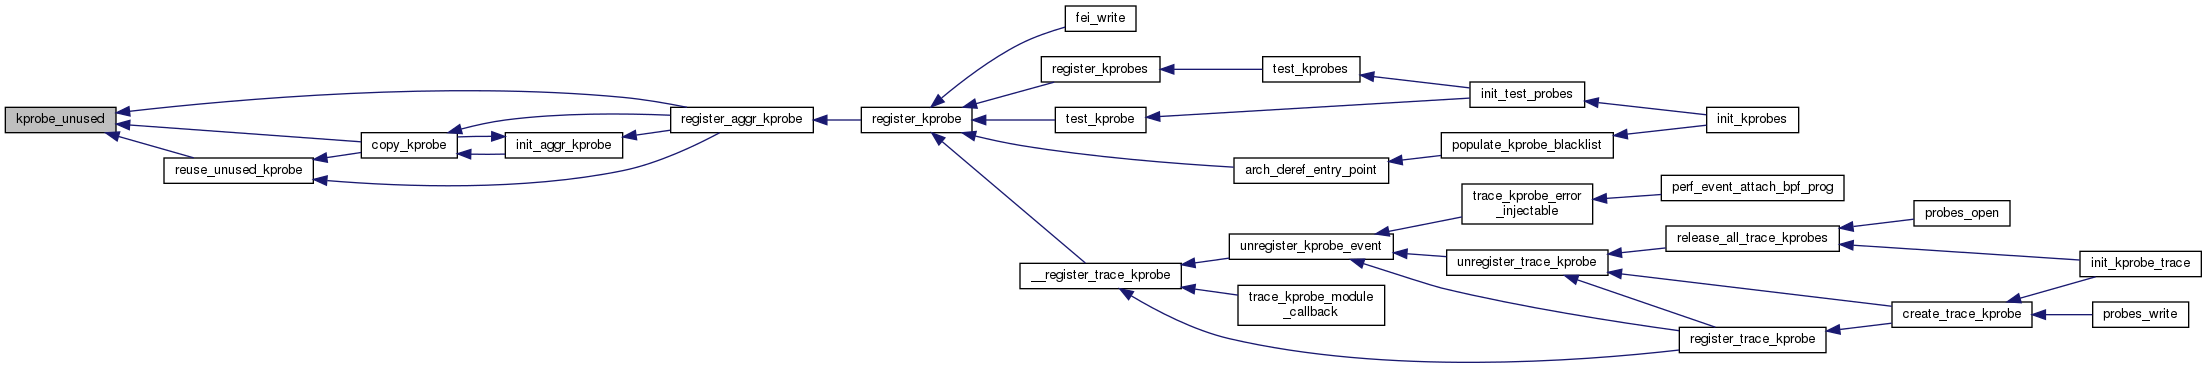 kprobe_unused
reuse_unused_kprobe
copy_kprobe
init_aggr_kprobe
register_aggr_kprobe
register_kprobe
fei_write
register_kprobes
test_kprobe
arch_deref_entry_point
__register_trace_kprobe
test_kprobes
init_test_probes
populate_kprobe_blacklist
init_kprobes
unregister_kprobe_event
trace_kprobe_module
_callback
trace_kprobe_error
_injectable
perf_event_attach_bpf_prog
unregister_trace_kprobe
release_all_trace_kprobes
register_trace_kprobe
create_trace_kprobe
probes_open
init_kprobe_trace
probes_write